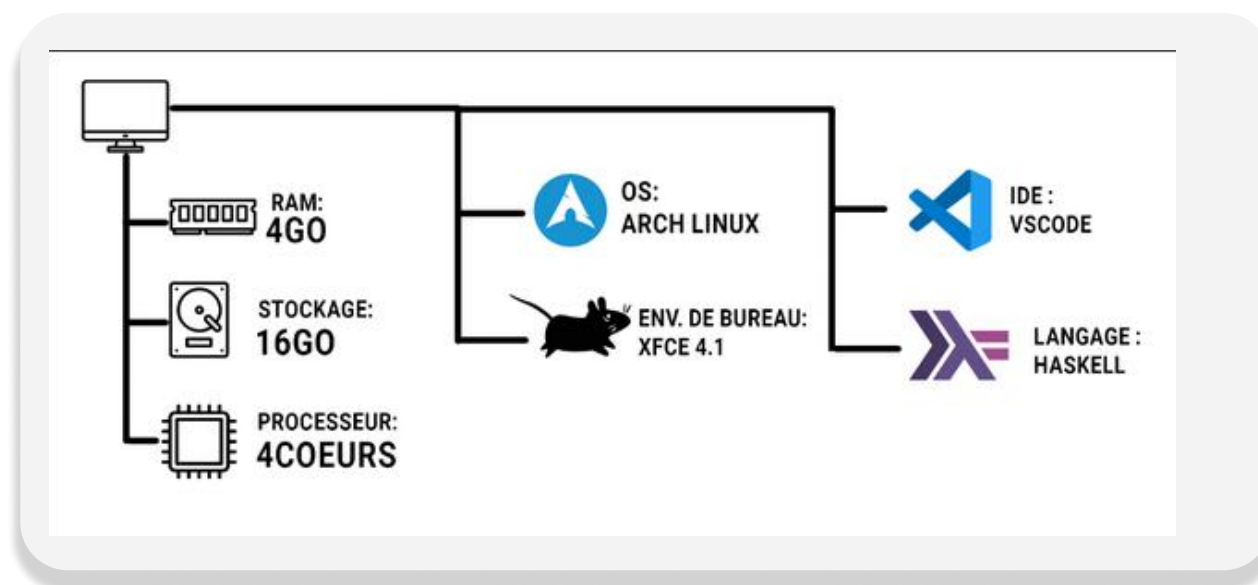 RAM:
4GO
STOCKAGE:
16GO
PROCESSEUR:
4COEURS
OS:
ARCH LINUX
ENV. DE BUREAU:
XFCE 4.1
IDE :
VSCODE
LANGAGE :
HASKELL